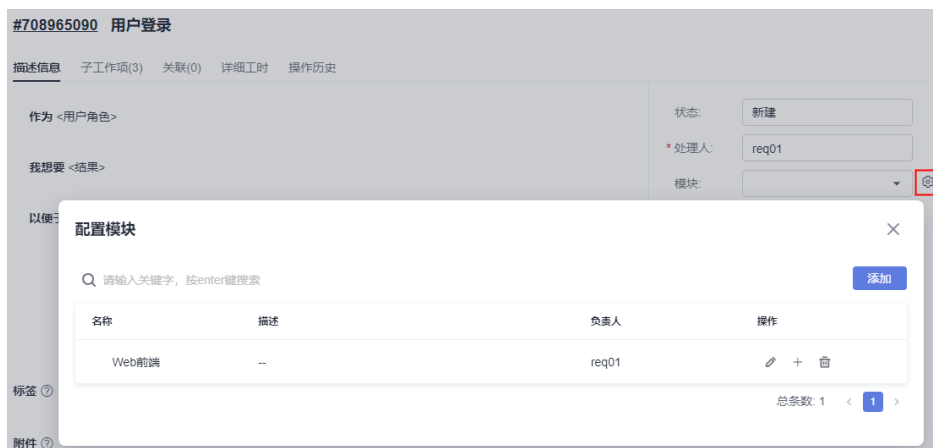 #708965090 用户登录
描述信息 子工作项(3) 关联(0) 详细工时 操作历史
作为 <用户角色>
状态: 新建
* 处理人: req01
我想要 <结果>
模块:
以便于
配置模块
请输入关键字，按enter键搜索 添加
名称 描述 负责人 操作
Web前端 -- req01
总条数: 1 < 1 >
标签
附件